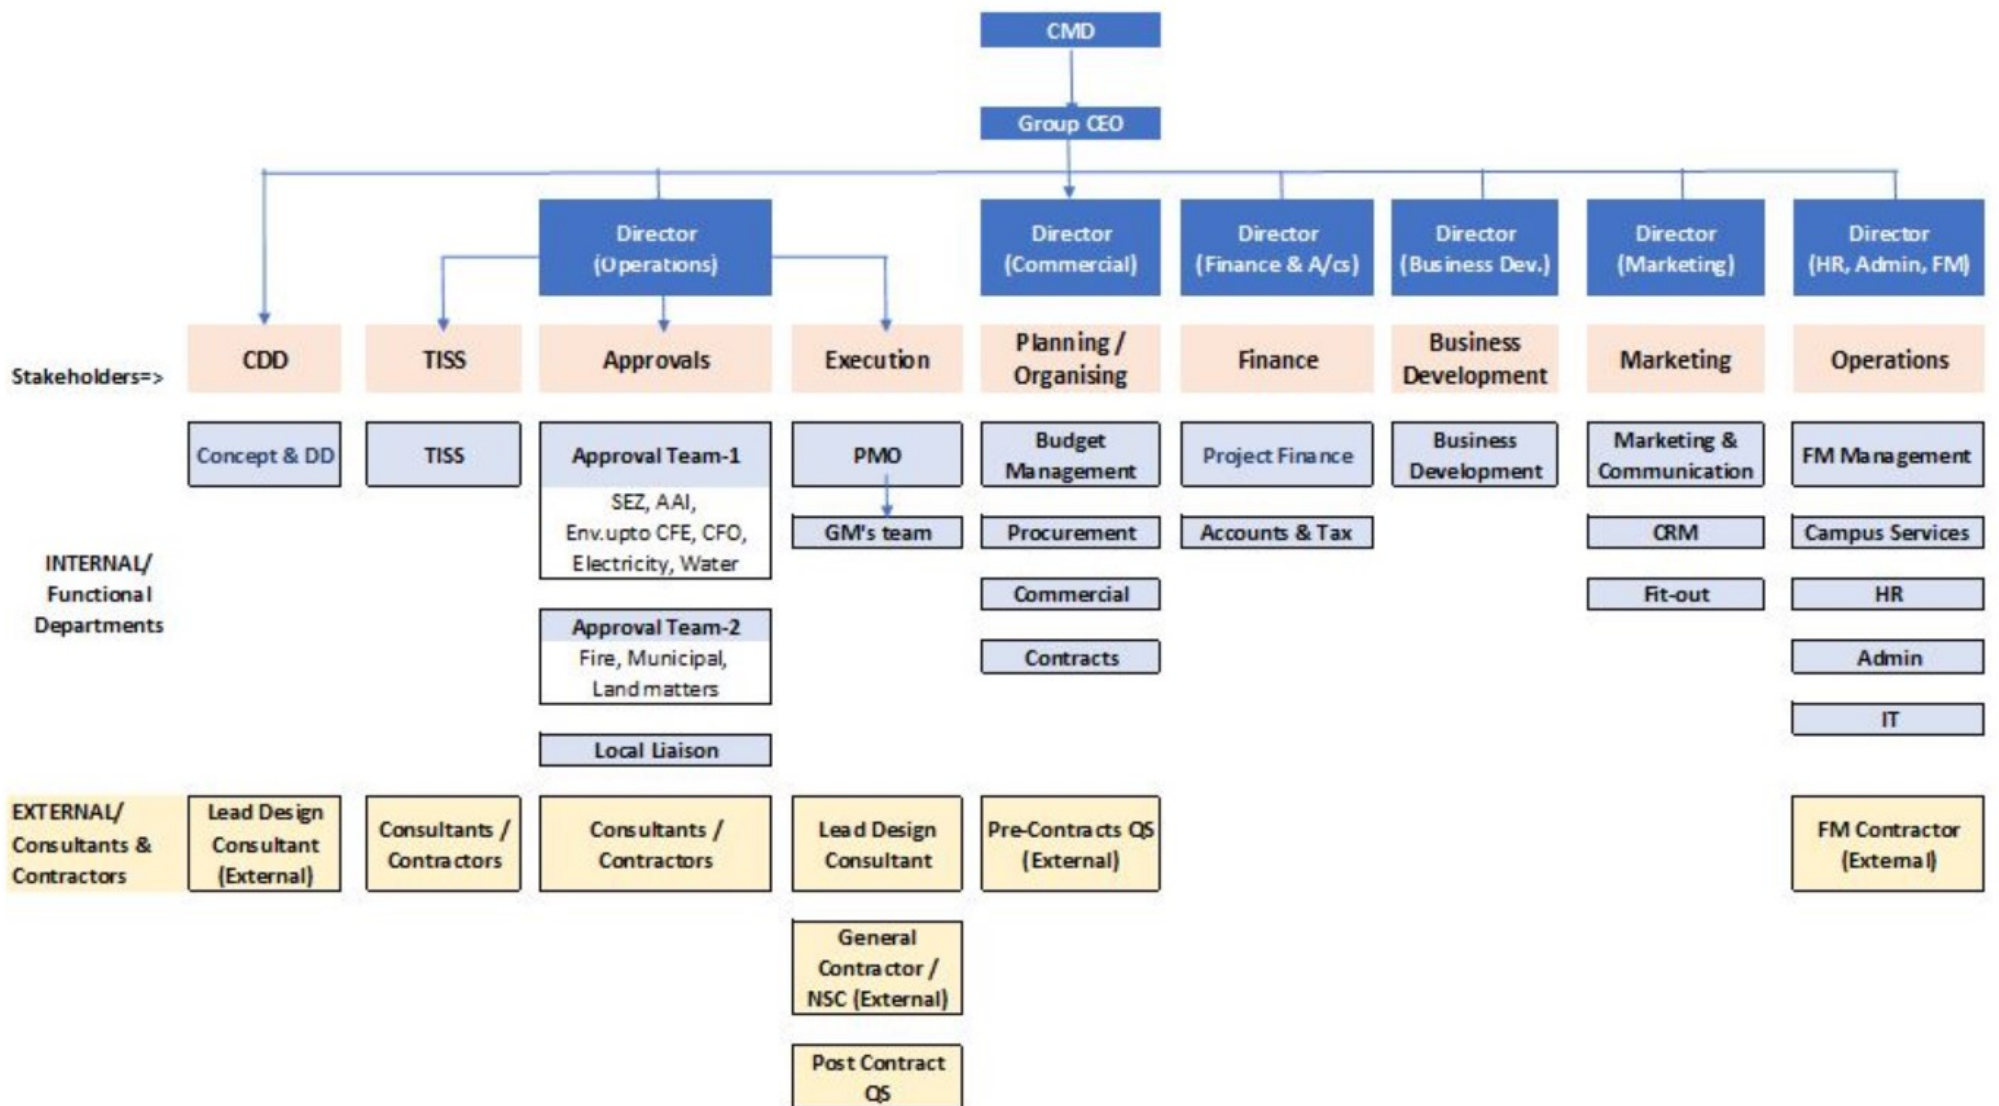 CMD
Group CEO
Director
(Operations)
Director
(Commercial)
Director
(Finance & A/cs)
Director
(Business Dev.)
Director
(Marketing)
Director
(HR, Admin, FM)
Stakeholders=>
CDD
TISS
Approvals
Execution
Planning /
Organising
Finance
Business
Development
Marketing
Operations
INTERNAL/
Functional
Departments
Concept & DD
TISS
Approval Team-1
SEZ, AAI,
Env.upto CFE, CFO,
Electricity, Water
Approval Team-2
Fire, Municipal,
Land matters
Local Liaison
PMO
GM's team
Budget
Management
Procurement
Commercial
Contracts
Project Finance
Accounts & Tax
Business
Development
Marketing &
Communication
CRM
Fit-out
FM Management
Campus Services
HR
Admin
IT
EXTERNAL/
Consultants &
Contractors
Lead Design
Consultant
(External)
Consultants /
Contractors
Consultants /
Contractors
Lead Design
Consultant
General
Contractor /
NSC (External)
Post Contract
QS
Pre-Contracts QS
(External)
FM Contractor
(External)